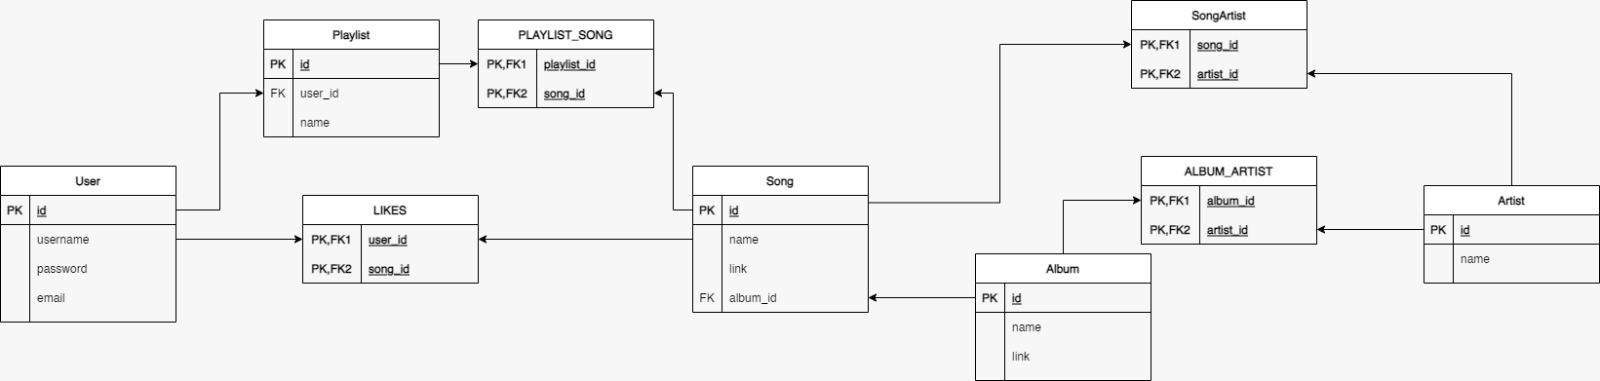 Playlist
PK id
FK user_id
name
PLAYLIST_SONG
PK,FK1 playlist_id
PK,FK2 song_id
SongArtist
PK,FK1 song_id
PK,FK2 artist_id
User
PK id
username
password
email
LIKES
PK,FK1 user_id
PK,FK2 song_id
Song
PK id
name
link
FK album_id
ALBUM_ARTIST
PK,FK1 album_id
PK,FK2 artist_id
Artist
PK id
name
Album
PK id
name
link